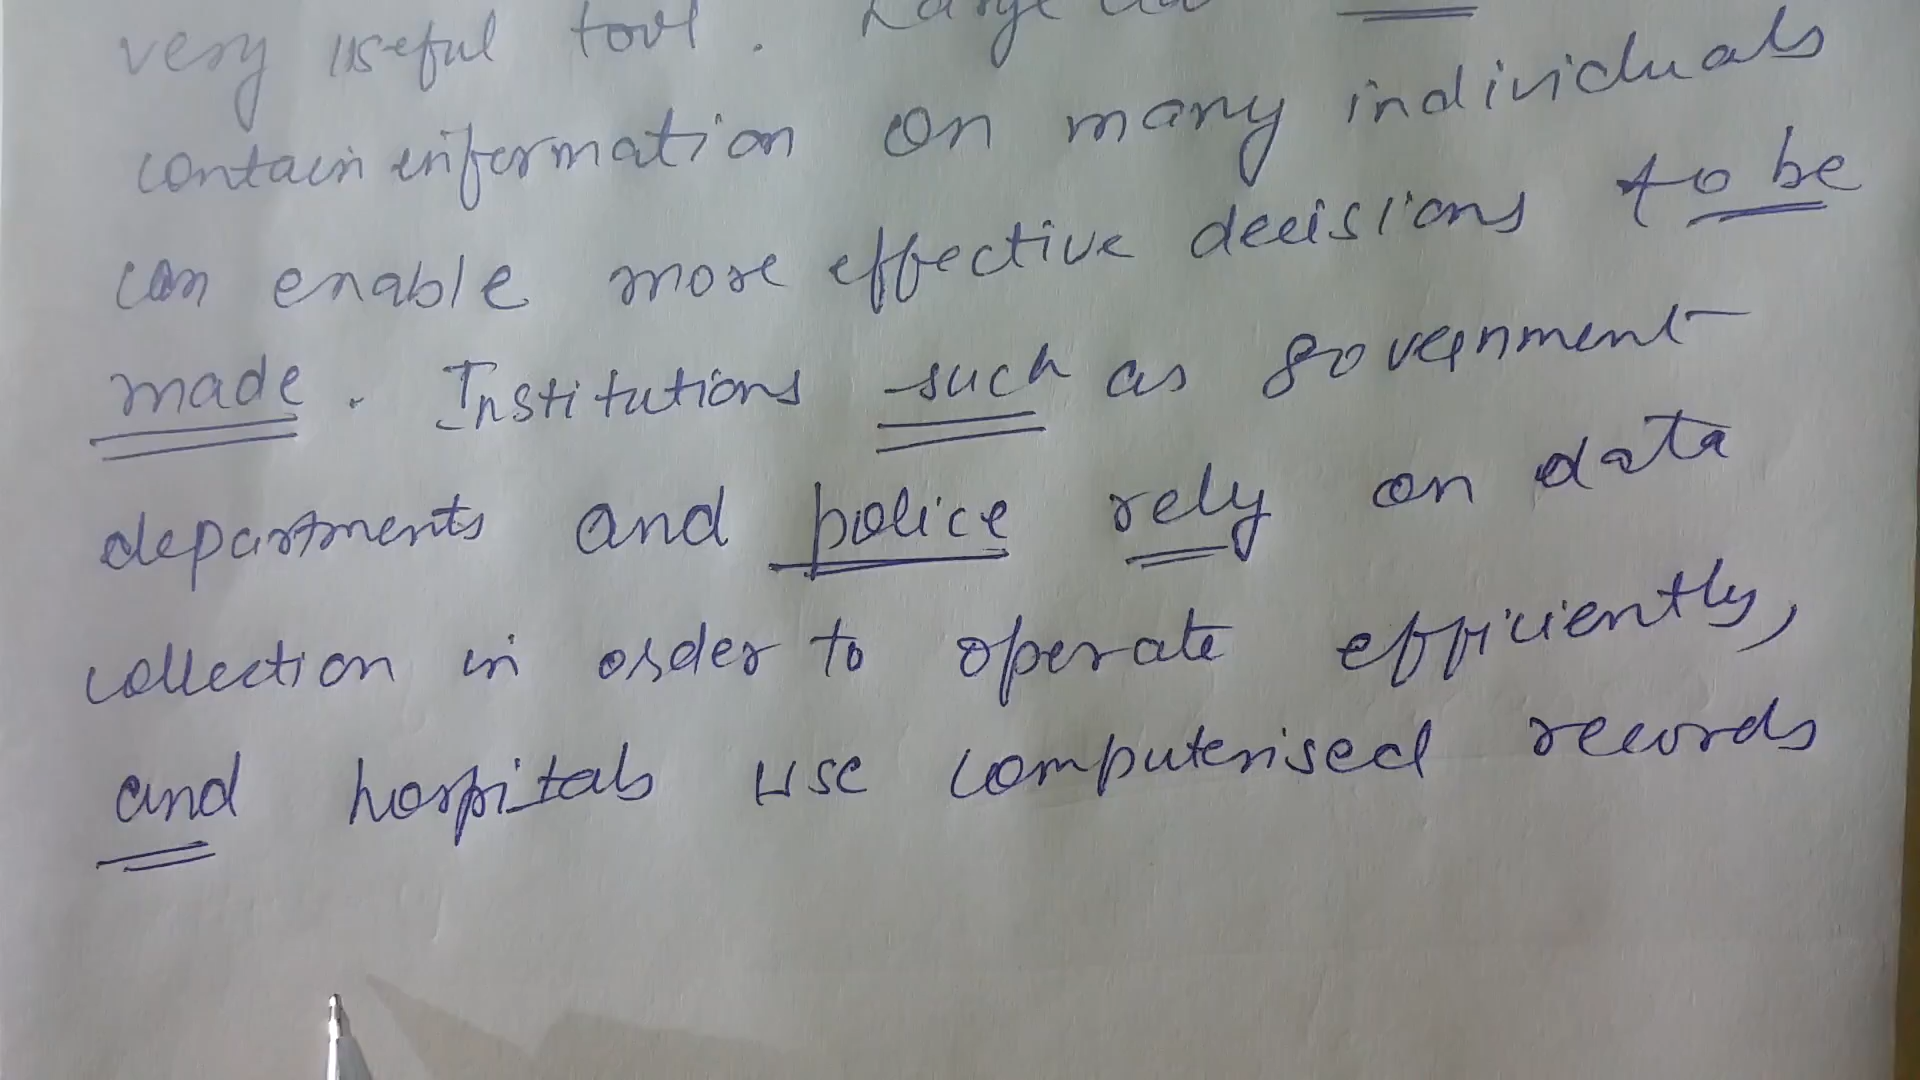 very useful tool. Large
contain information on many individuals
can enable more effective decisions to be
made. Institutions such as government
departments and police rely on data
collection in order to operate efficiently,
and hospitals use computerised records